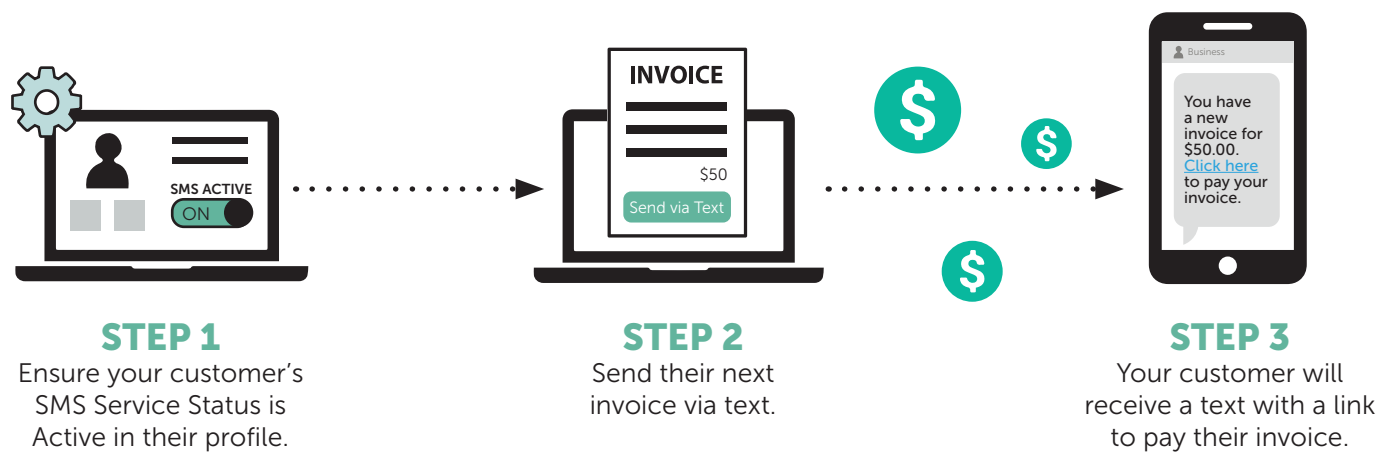 SMS ACTIVE
ON
INVOICE
$50
Send via Text
$
$
$
Business
You have
a new
invoice for
$50.00.
Click here
to pay your
invoice.
STEP 1
Ensure your customer’s
SMS Service Status is
Active in their profile.
STEP 2
Send their next
invoice via text.
STEP 3
Your customer will
receive a text with a link
to pay their invoice.